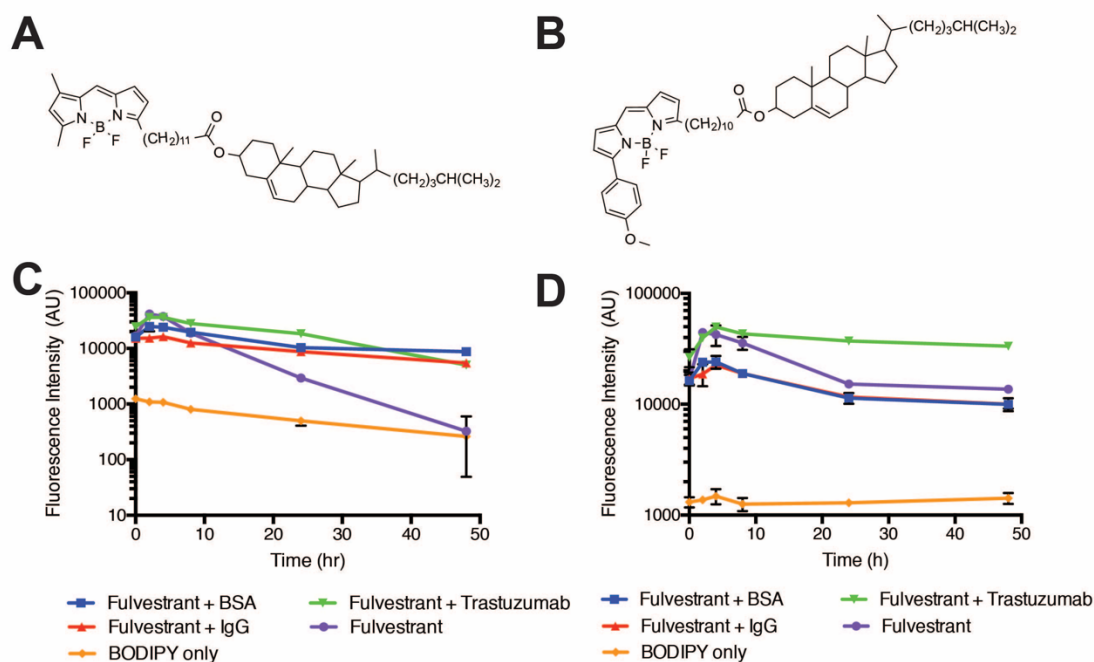 A
B
(CH2)3CH(CH3)2
O
O
N
B
N
F
F
(CH2)11
O
O
(CH2)3CH(CH3)2
N
B
N
F
F
(CH2)10
O
C
D
Fluorescence Intensity (AU)
100000
10000
1000
100
10
0
10
20
30
40
50
Time (hr)
Fluorescence Intensity (AU)
100000
10000
1000
0
10
20
30
40
50
Time (h)
Fulvestrant + BSA
Fulvestrant + Trastuzumab
Fulvestrant + IgG
Fulvestrant
BODIPY only
Fulvestrant + BSA
Fulvestrant + Trastuzumab
Fulvestrant + IgG
Fulvestrant
BODIPY only